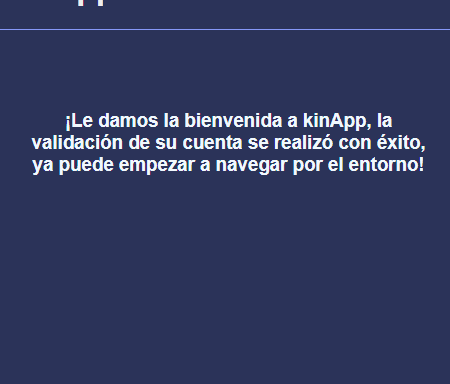 ¡Le damos la bienvenida a kinApp, la
validación de su cuenta se realizó con éxito,
ya puede empezar a navegar por el entorno!